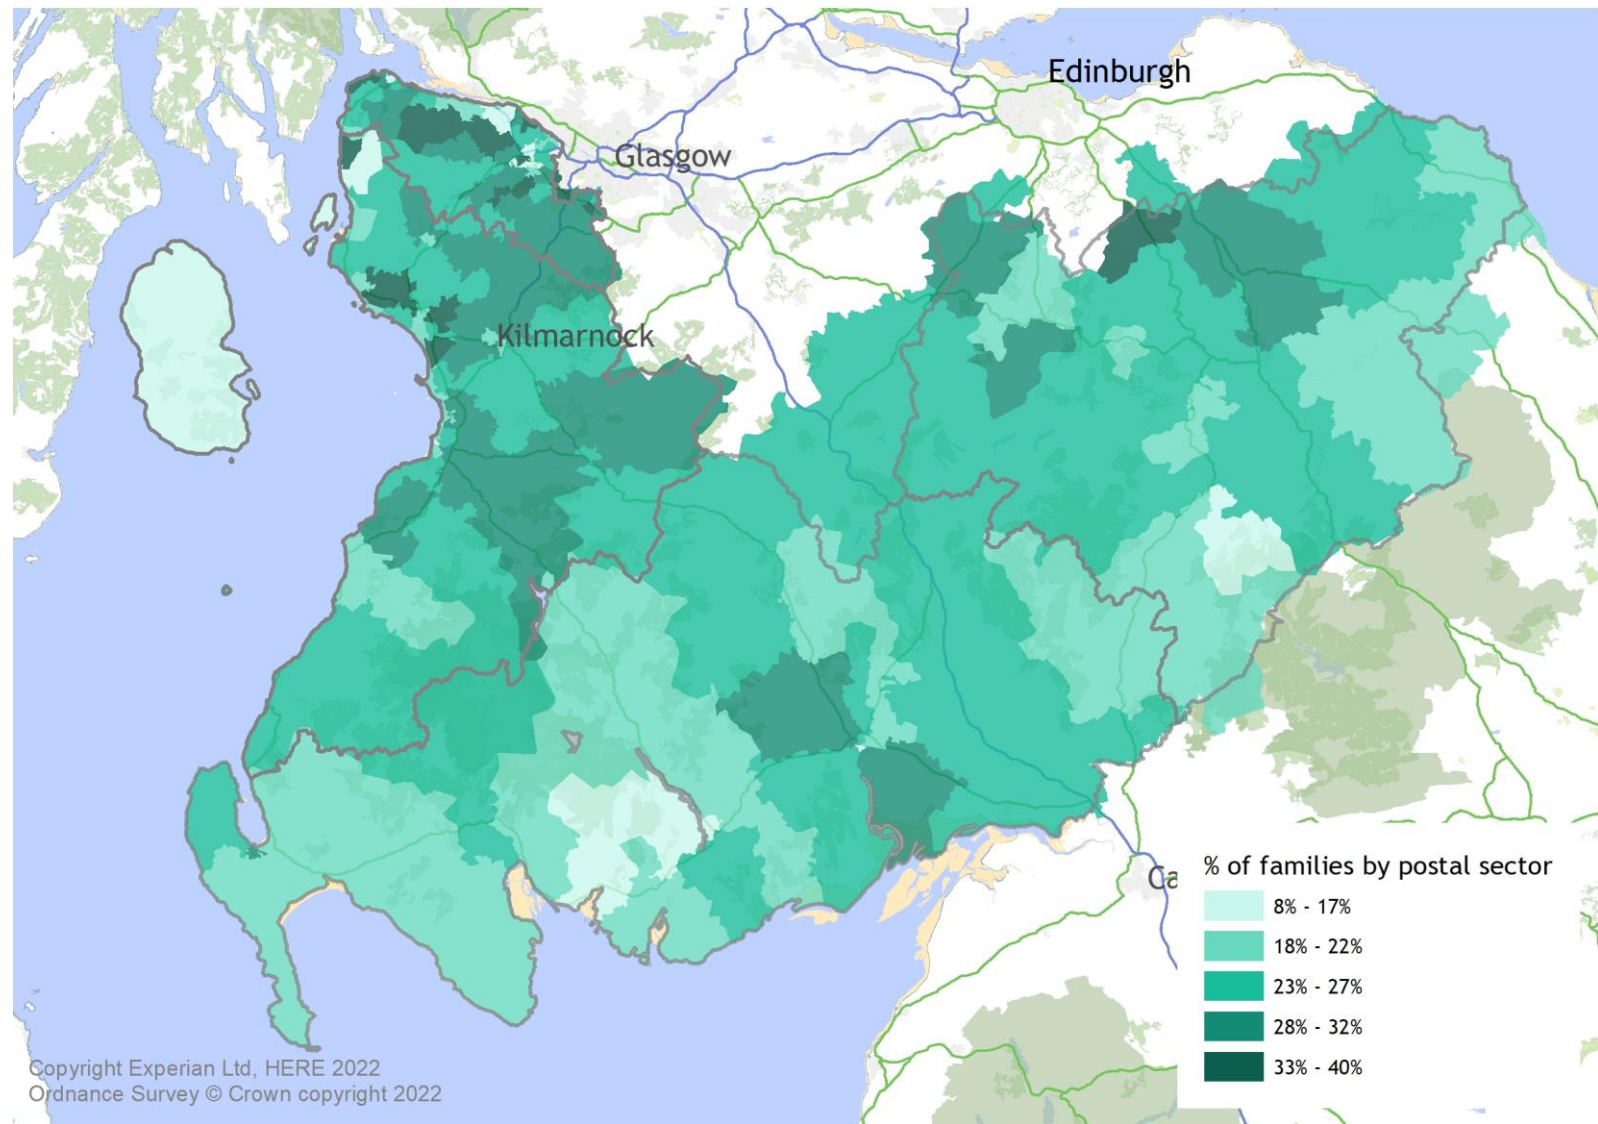 Edinburgh
Glasgow
Kilmarnock
Ca
% of families by postal sector
8% - 17%
18% - 22%
23% - 27%
28% - 32%
33% - 40%
Copyright Experian Ltd, HERE 2022
Ordnance Survey © Crown copyright 2022